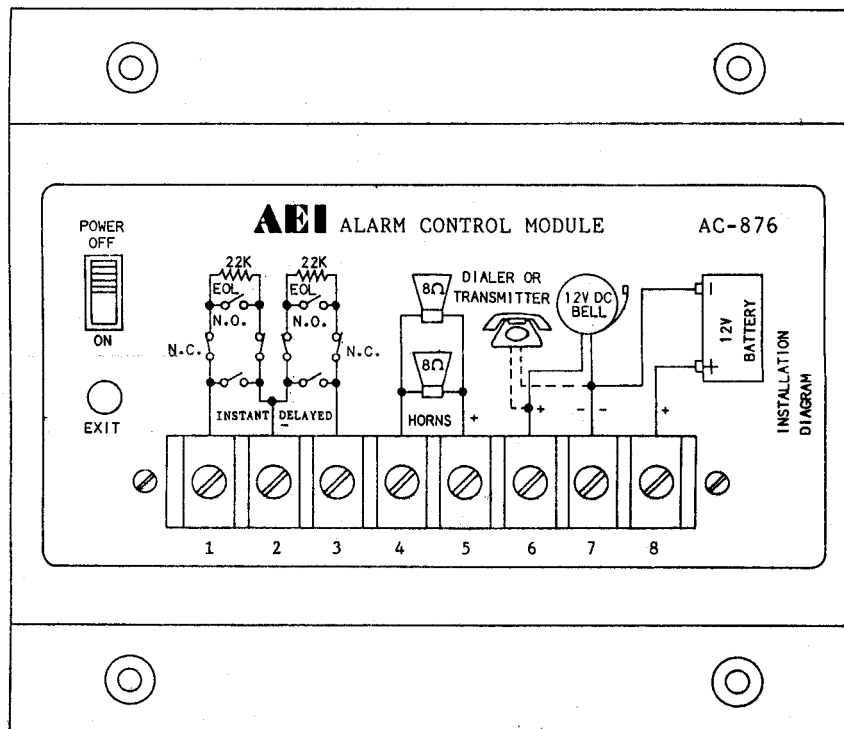 POWER
OFF
ON
EXIT
AEI ALARM CONTROL MODULE
AC-876
22K
22K
EOL
EOL
N.O.
N.O.
N.C.
N.C.
INSTANT
DELAYED
-
8Ω
8Ω
HORNS
+
DIALER OR
TRANSMITTER
12V DC
BELL
+
-
-
+
-
+
12V
BATTERY
INSTALLATION
DIAGRAM
1 2 3 4 5 6 7 8